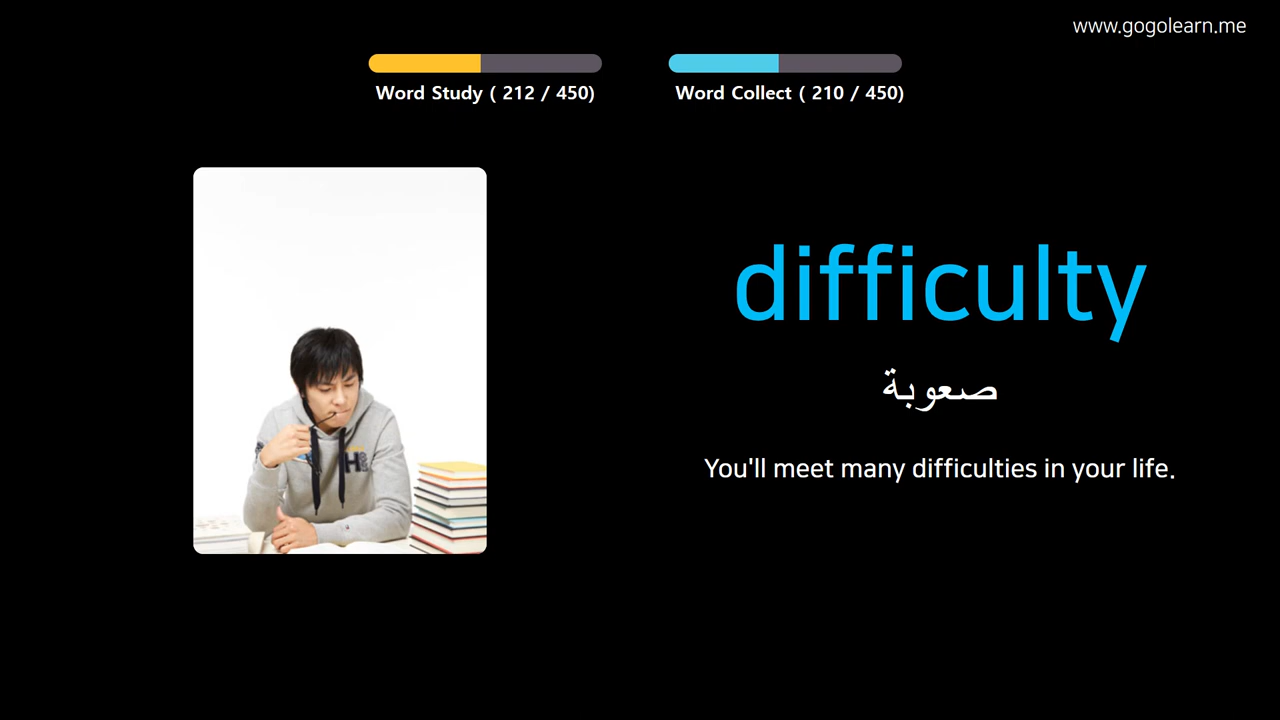 www.gogolearn.me
Word Study ( 212 / 450)
Word Collect ( 210 / 450)
difficulty
صعوبة
You'll meet many difficulties in your life.
H